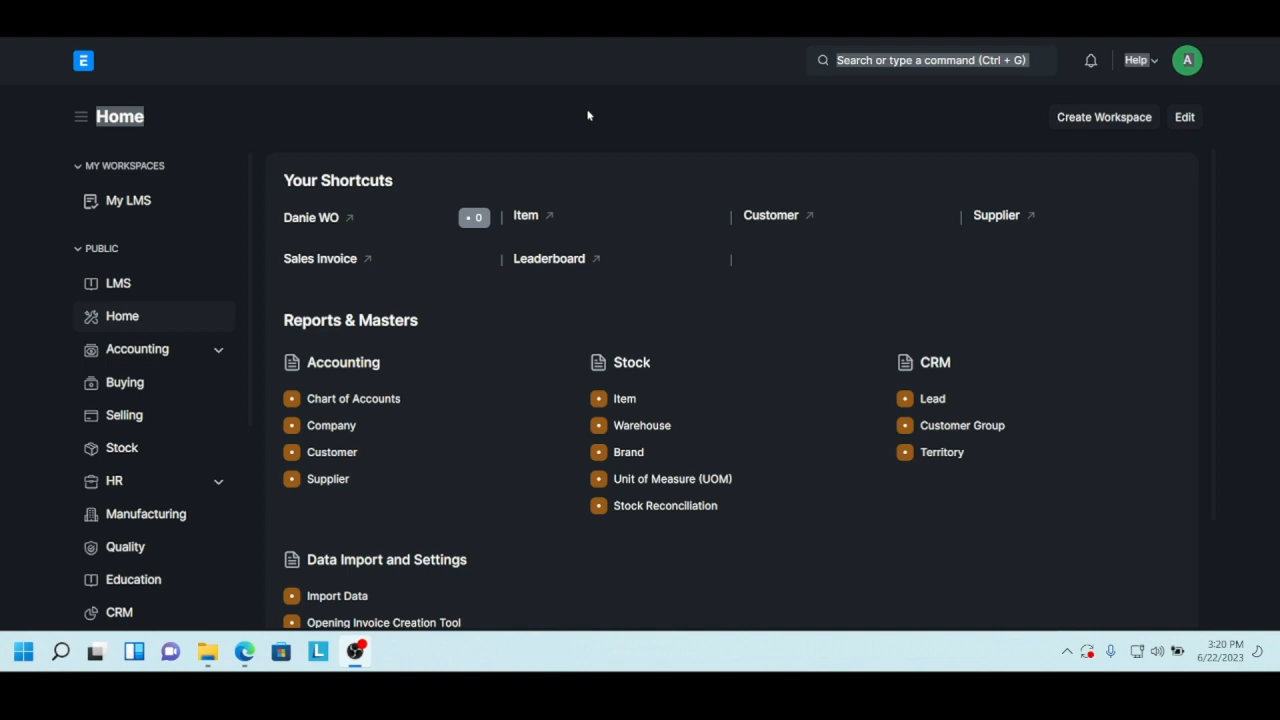 E
Search or type a command (Ctrl + G)
Help
A
Home
Create Workspace
Edit
MY WORKSPACES
My LMS
PUBLIC
LMS
Home
Accounting
Buying
Selling
Stock
HR
Manufacturing
Quality
Education
CRM
Your Shortcuts
Danie WO
0
Item
Customer
Supplier
Sales Invoice
Leaderboard
Reports & Masters
Accounting
Chart of Accounts
Company
Customer
Supplier
Stock
Item
Warehouse
Brand
Unit of Measure (UOM)
Stock Reconciliation
CRM
Lead
Customer Group
Territory
Data Import and Settings
Import Data
Opening Invoice Creation Tool
L
3:20 PM
6/22/2023